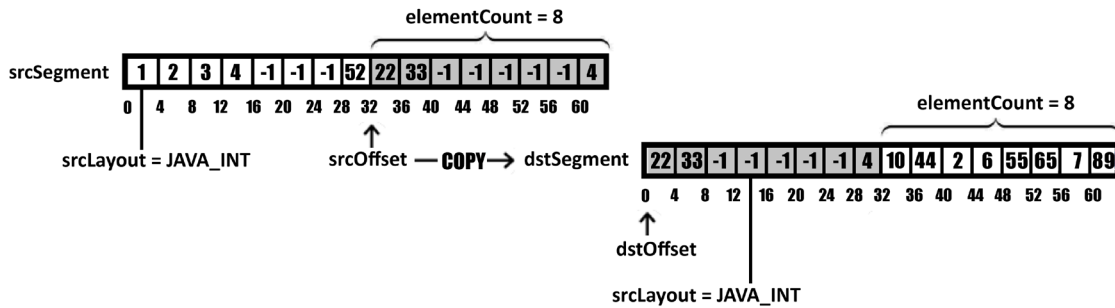 elementCount = 8
srcSegment 1 2 3 4 -1 -1 -1 52 22 33 -1 -1 -1 -1 -1 4
0 4 8 12 16 20 24 28 32 36 40 44 48 52 56 60
elementCount = 8
srcLayout = JAVA_INT srcOffset COPY dstSegment 22 33 -1 -1 -1 -1 -1 4 10 44 2 6 55 65 7 89
0 4 8 12 16 20 24 28 32 36 40 44 48 52 56 60
dstOffset
srcLayout = JAVA_INT